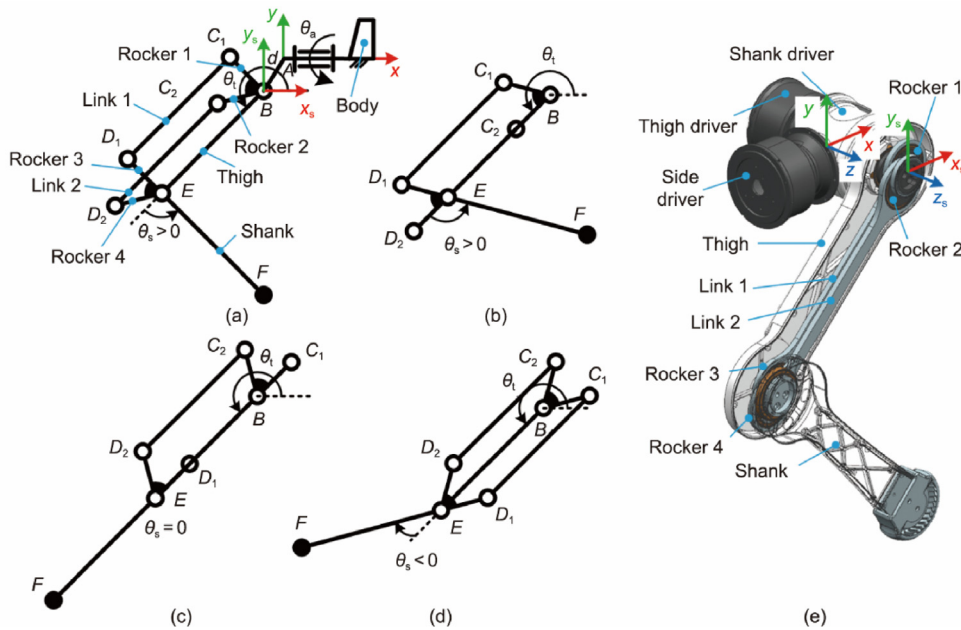 y
yₛ
θₐ
C₁
Rocker 1
d
A
x
C₂
θₜ
B
xₛ
Body
Link 1
D₁
Rocker 2
Rocker 3
Thigh
Link 2
E
D₂
θₛ > 0
Shank
Rocker 4
F
(a)
θₜ
C₁
B
C₂
D₁
E
F
D₂
θₛ > 0
(b)
C₂
θₜ
C₁
B
D₂
D₁
E
θₛ = 0
F
(c)
C₂
θₜ
C₁
B
D₂
E
D₁
F
θₛ < 0
(d)
Shank driver
Rocker 1
Thigh driver
y
yₛ
x
z
zₛ
Side
driver
Rocker 2
Thigh
Link 1
Link 2
Rocker 3
Rocker 4
Shank
(e)